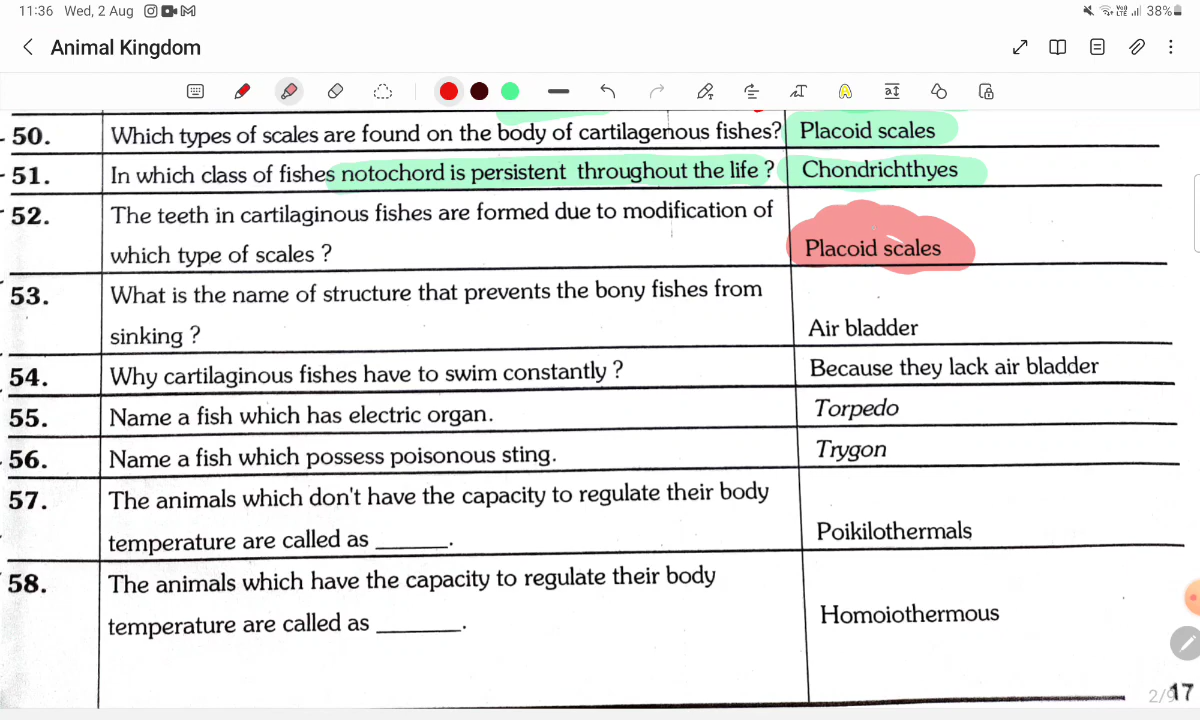 11:36 Wed, 2 Aug
38%
Animal Kingdom
50. Which types of scales are found on the body of cartilagenous fishes? Placoid scales
51. In which class of fishes notochord is persistent throughout the life ? Chondrichthyes
52. The teeth in cartilaginous fishes are formed due to modification of
which type of scales ? Placoid scales
53. What is the name of structure that prevents the bony fishes from
sinking ? Air bladder
54. Why cartilaginous fishes have to swim constantly ? Because they lack air bladder
55. Name a fish which has electric organ. Torpedo
56. Name a fish which possess poisonous sting. Trygon
57. The animals which don't have the capacity to regulate their body
temperature are called as ______. Poikilothermals
58. The animals which have the capacity to regulate their body
temperature are called as _______. Homoiothermous
17